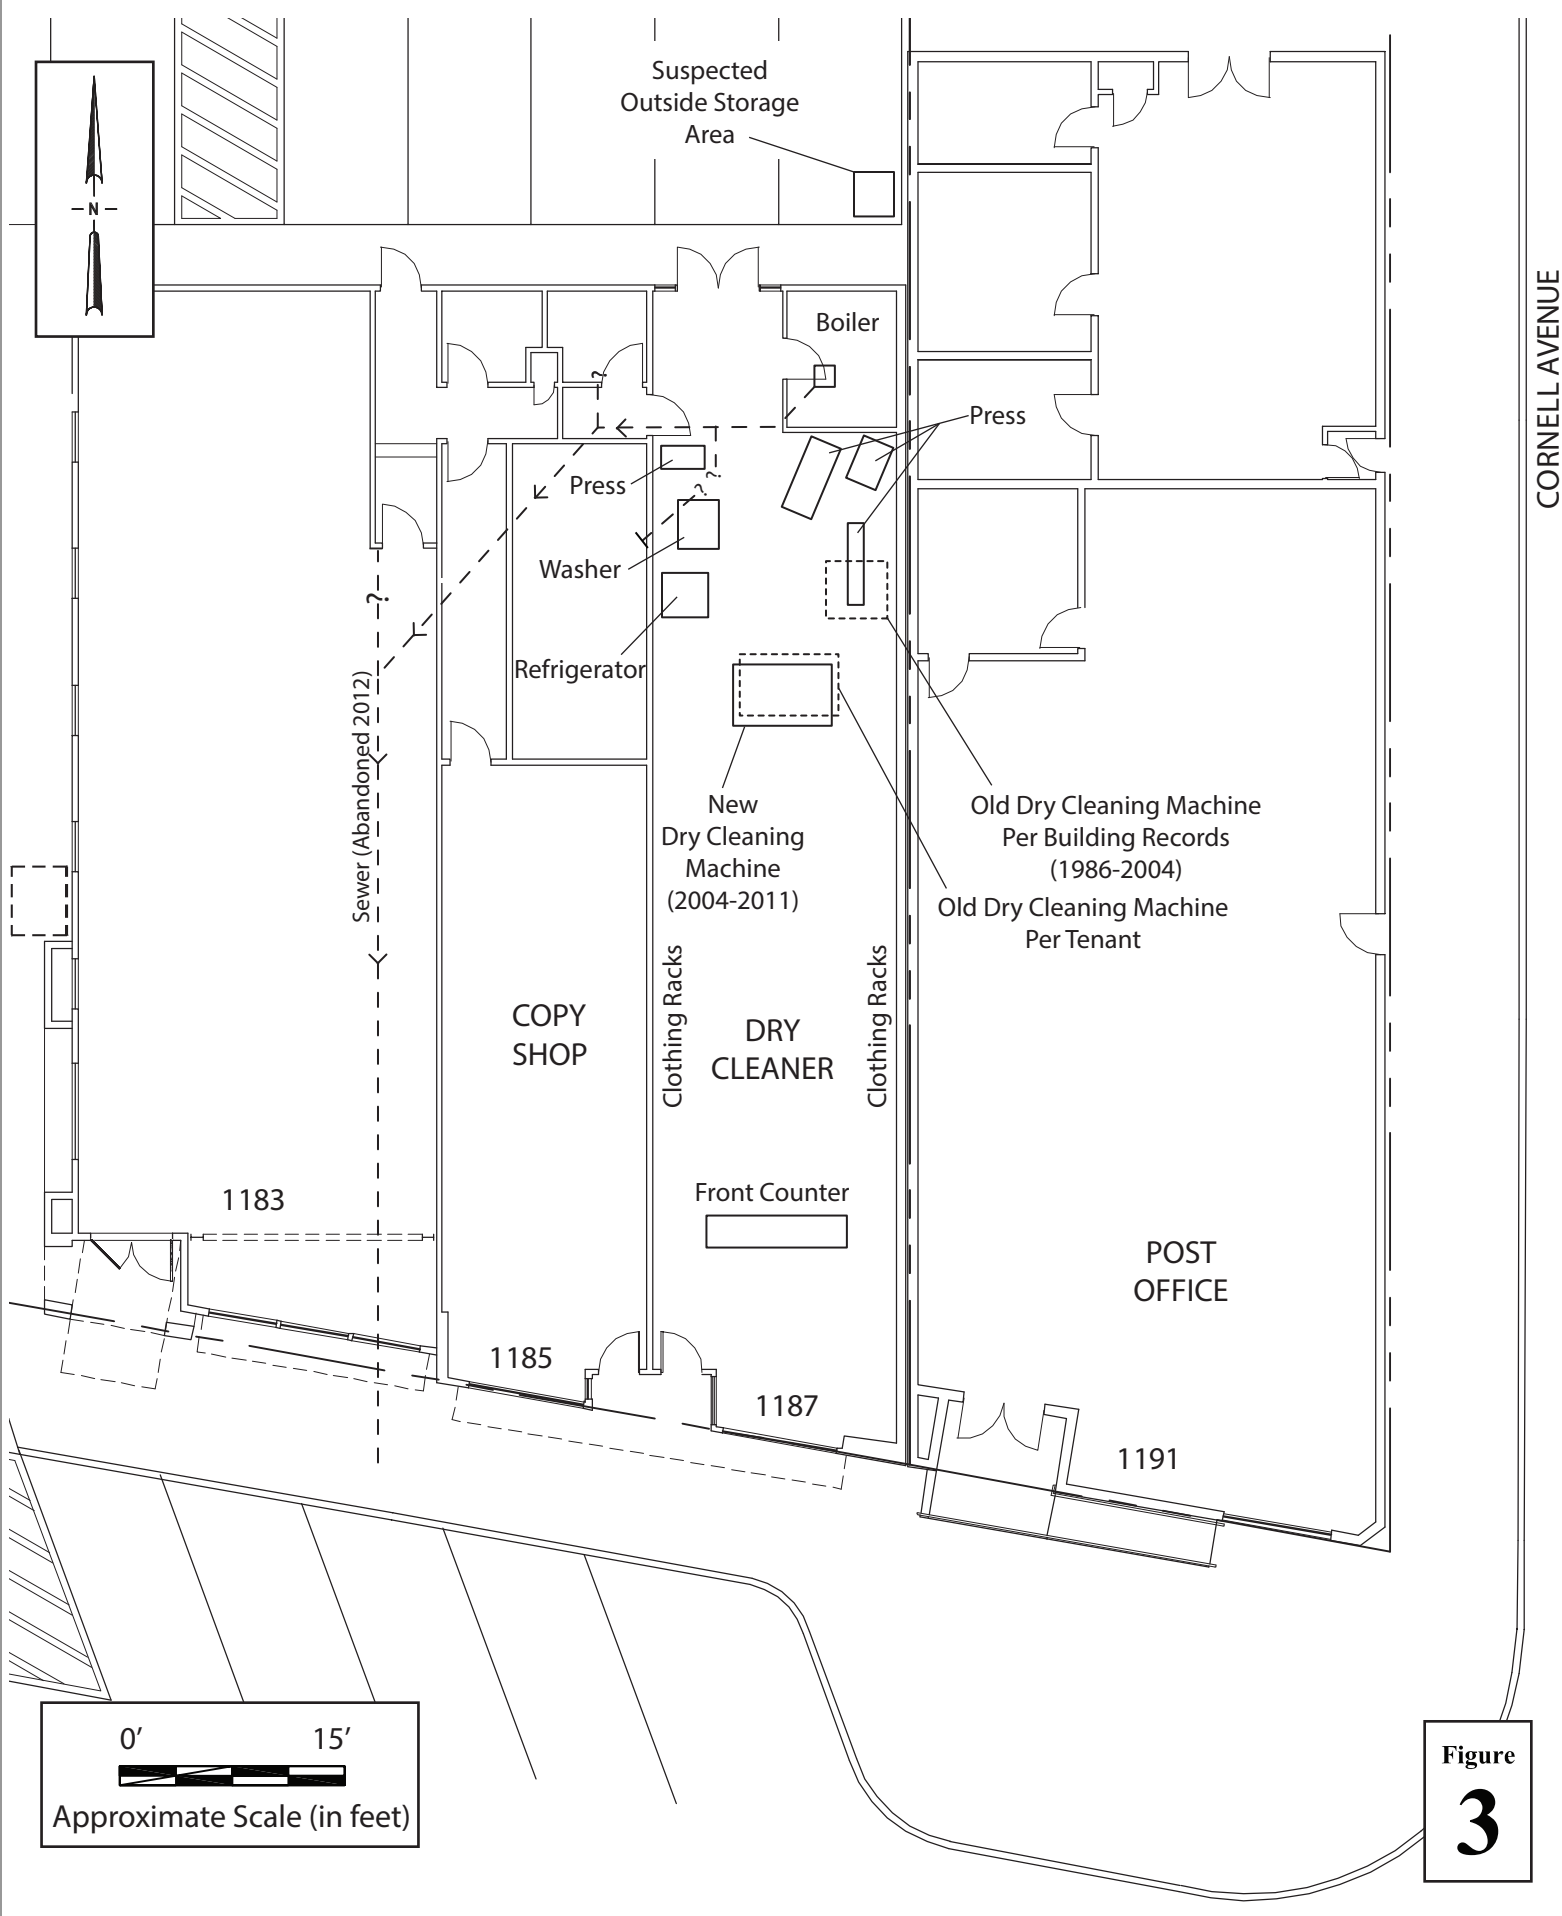 Suspected
Outside Storage
Area
N
CORNELL AVENUE
Boiler
?
Press
Press
?
?
Washer
?
Refrigerator
Sewer (Abandoned 2012)
New
Dry Cleaning
Machine
(2004-2011)
Old Dry Cleaning Machine
Per Building Records
(1986-2004)
Old Dry Cleaning Machine
Per Tenant
Clothing Racks
Clothing Racks
COPY
SHOP
DRY
CLEANER
1183
Front Counter
POST
OFFICE
1185
1187
1191
0’ 15’
Approximate Scale (in feet)
Figure
3